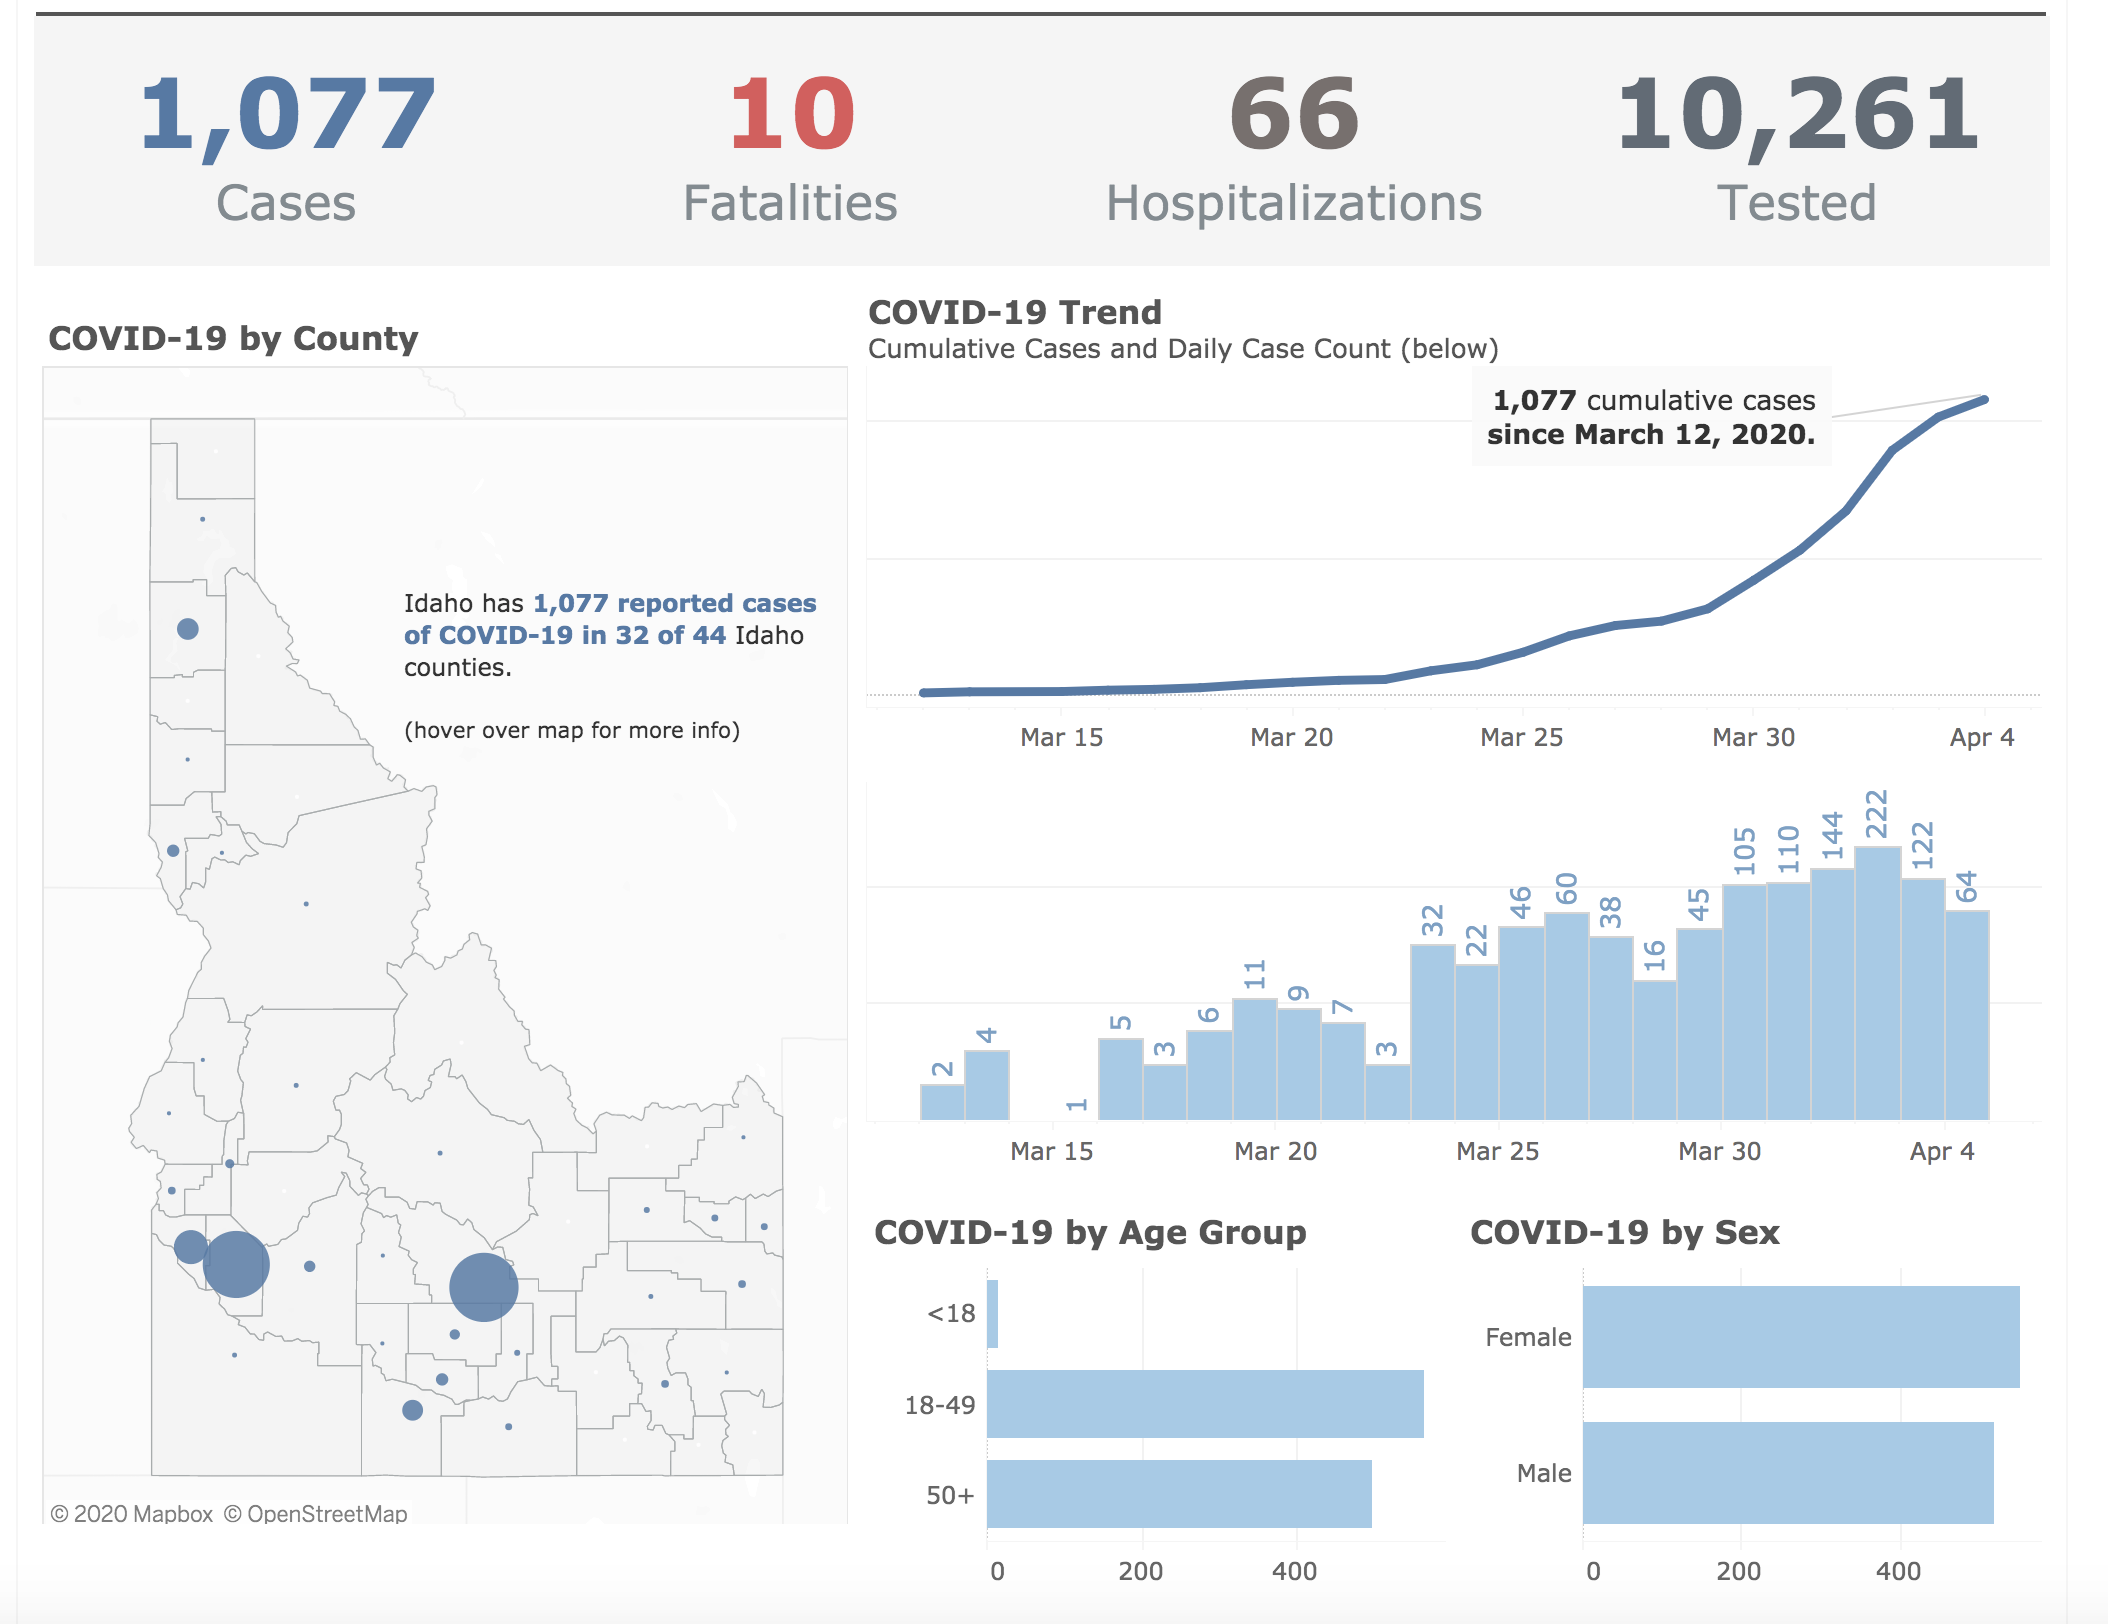 1,077
Cases
10
Fatalities
66
Hospitalizations
10,261
Tested
COVID-19 by County
Idaho has 1,077 reported cases
of COVID-19 in 32 of 44 Idaho
counties.
(hover over map for more info)
© 2020 Mapbox © OpenStreetMap
COVID-19 Trend
Cumulative Cases and Daily Case Count (below)
1,077 cumulative cases
since March 12, 2020.
Mar 15 Mar 20 Mar 25 Mar 30 Apr 4
2 4 1 5 3 6 11 9 7 3 32 22 46 60 38 16 45 105 110 144 222 122 64
Mar 15 Mar 20 Mar 25 Mar 30 Apr 4
COVID-19 by Age Group
<18
18-49
50+
0 200 400
COVID-19 by Sex
Female
Male
0 200 400